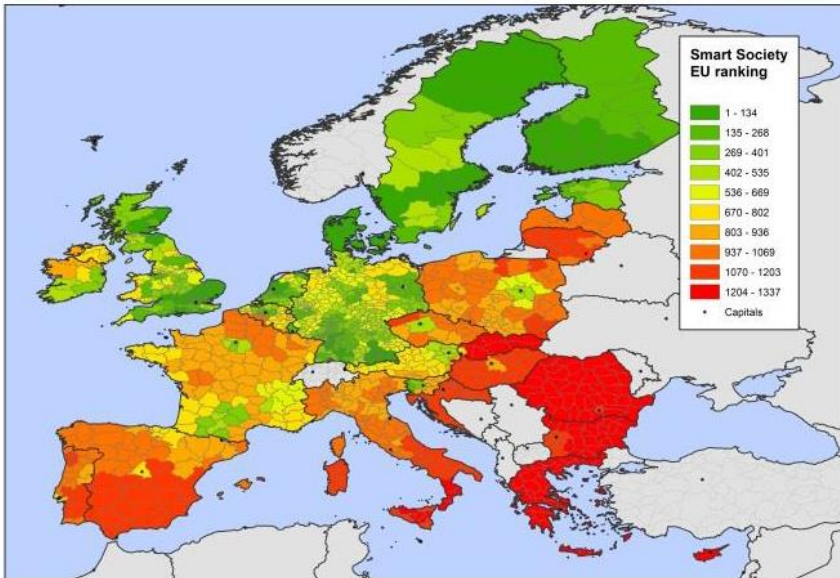 Smart Society
EU ranking
1 - 134
135 - 268
269 - 401
402 - 535
536 - 669
670 - 802
803 - 936
937 - 1069
1070 - 1203
1204 - 1337
Capitals